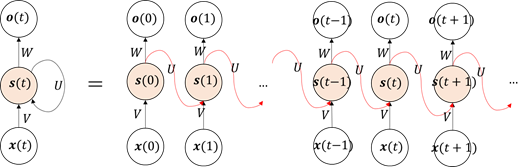 o(t) o(0) o(1) o(t−1) o(t) o(t+1)
W W W W W W
s(t) U = s(0) U s(1) U ... s(t−1) U s(t) U s(t+1) U ...
V V V V V V
x(t) x(0) x(1) x(t−1) x(t) x(t+1)